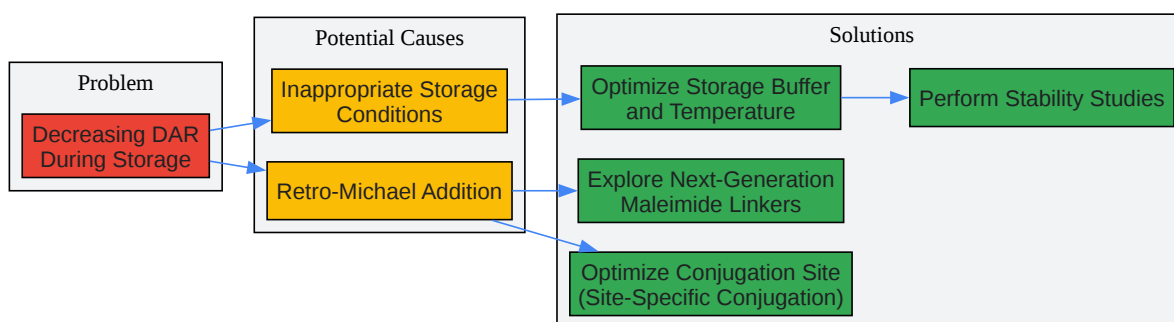 Problem
Decreasing DAR
During Storage
Potential Causes
Inappropriate Storage
Conditions
Retro-Michael Addition
Solutions
Optimize Storage Buffer
and Temperature
Perform Stability Studies
Explore Next-Generation
Maleimide Linkers
Optimize Conjugation Site
(Site-Specific Conjugation)